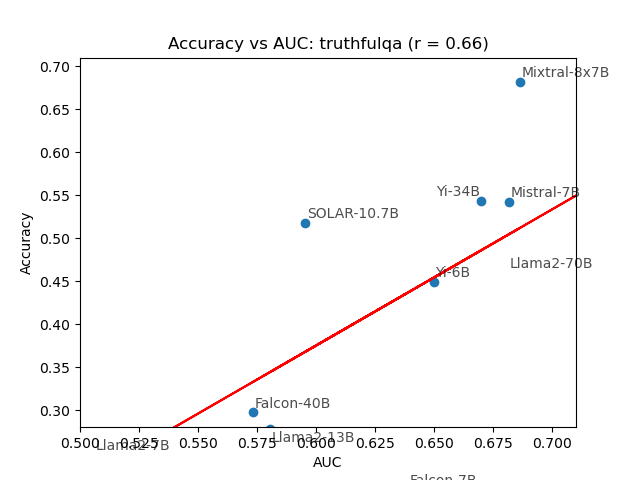 Accuracy vs AUC: truthfulqa (r = 0.66)
0.70
Mixtral-8x7B
0.65
0.60
Accuracy
0.55
Yi-34B
Mistral-7B
SOLAR-10.7B
0.50
Llama2-70B
Yi-6B
0.45
0.40
0.35
Falcon-40B
0.30
Llama2-13B
Llama2-7B
0.500 0.525 0.550 0.575 0.600 0.625 0.650 0.675 0.700
AUC
Falcon-7B